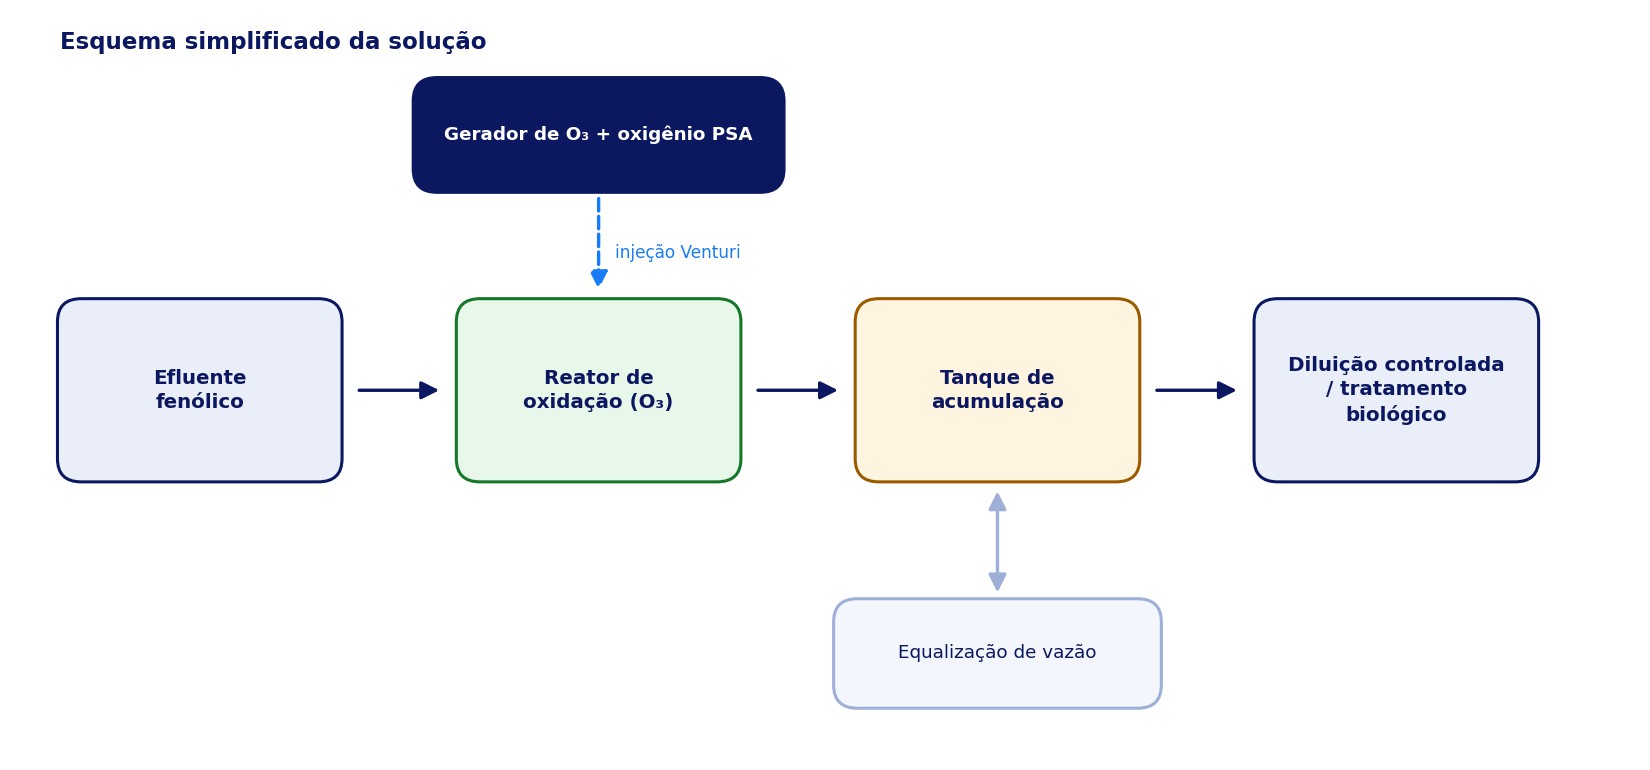 Esquema simplificado da solução
Gerador de O₃ + oxigênio PSA
injeção Venturi
Efluente
fenólico
Reator de
oxidação (O₃)
Tanque de
acumulação
Diluição controlada
/ tratamento
biológico
Equalização de vazão